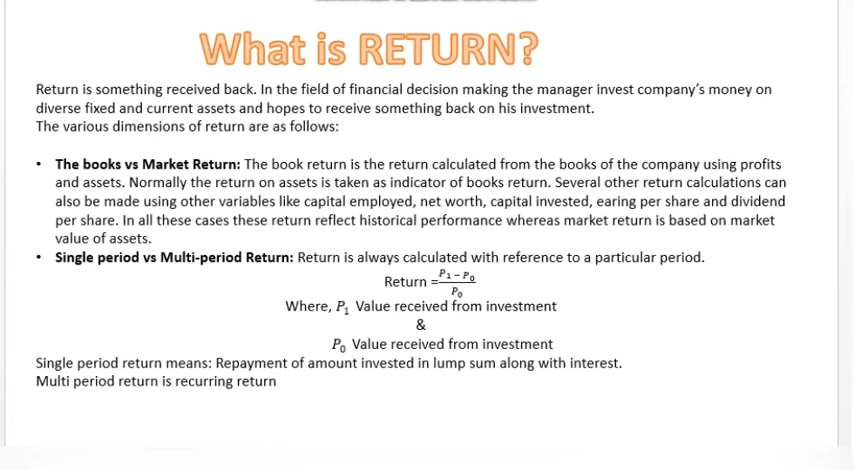 What is RETURN?
Return is something received back. In the field of financial decision making the manager invest company's money on
diverse fixed and current assets and hopes to receive something back on his investment.
The various dimensions of return are as follows:
• The books vs Market Return: The book return is the return calculated from the books of the company using profits
and assets. Normally the return on assets is taken as indicator of books return. Several other return calculations can
also be made using other variables like capital employed, net worth, capital invested, earing per share and dividend
per share. In all these cases these return reflect historical performance whereas market return is based on market
value of assets.
• Single period vs Multi-period Return: Return is always calculated with reference to a particular period.
Return = (P₁ − P₀) / P₀
Where, P₁ Value received from investment
&
P₀ Value received from investment
Single period return means: Repayment of amount invested in lump sum along with interest.
Multi period return is recurring return